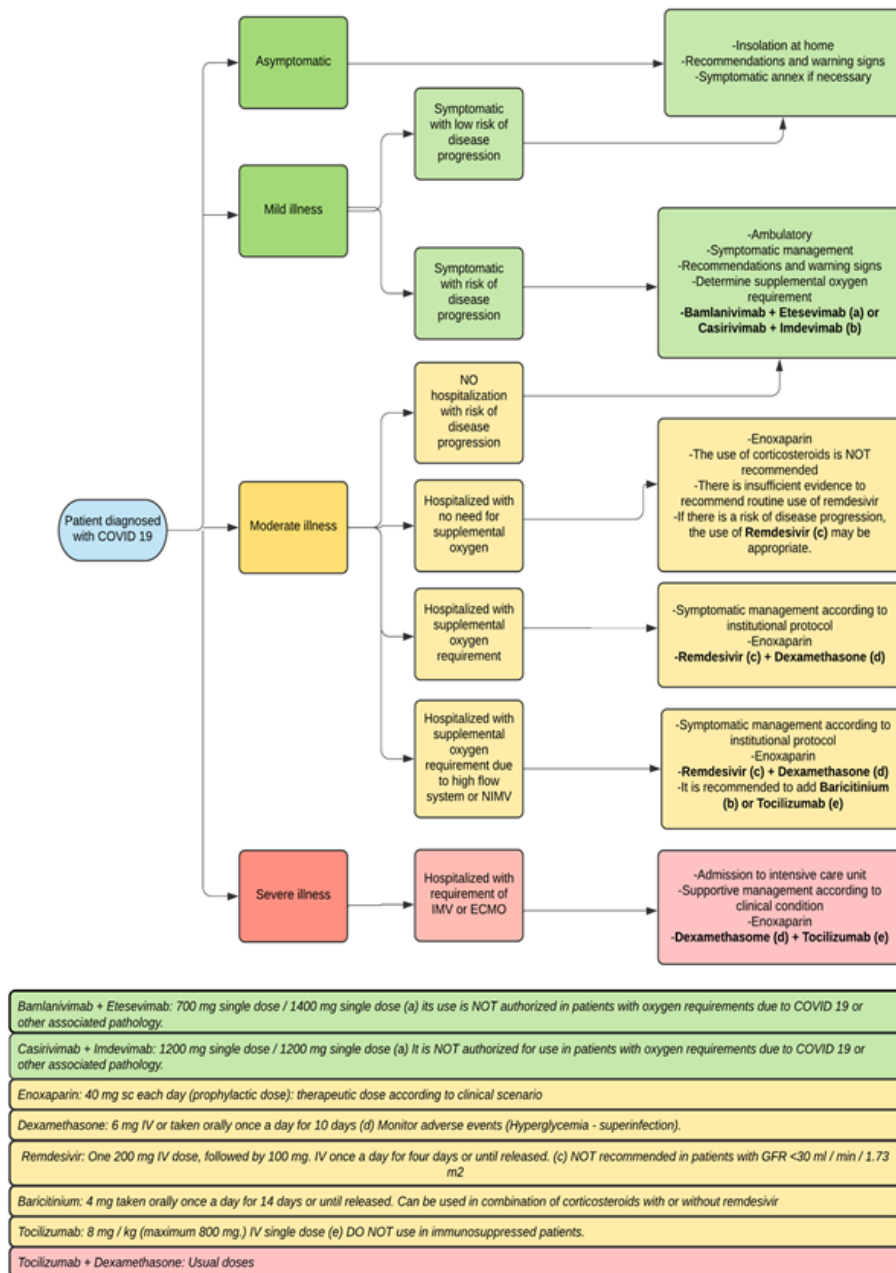 Asymptomatic
-Insolation at home
-Recommendations and warning signs
-Symptomatic annex if necessary
Symptomatic
with low risk of
disease
progression
Mild illness
Symptomatic
with risk of
disease
progression
-Ambulatory
-Symptomatic management
-Recommendations and warning signs
-Determine supplemental oxygen
requirement
-Bamlanivimab + Etesevimab (a) or
Casirivimab + Imdevimab (b)
NO
hospitalization
with risk of
disease
progression
Patient diagnosed
with COVID 19
Moderate illness
Hospitalized with
no need for
supplemental
oxygen
-Enoxaparin
-The use of corticosteroids is NOT
recommended
-There is insufficient evidence to
recommend routine use of remdesivir
-If there is a risk of disease progression,
the use of Remdesivir (c) may be
appropriate.
Hospitalized with
supplemental
oxygen
requirement
-Symptomatic management according to
institutional protocol
-Enoxaparin
-Remdesivir (c) + Dexamethasone (d)
Hospitalized with
supplemental
oxygen
requirement due
to high flow
system or NIMV
-Symptomatic management according to
institutional protocol
-Enoxaparin
-Remdesivir (c) + Dexamethasone (d)
-It is recommended to add Baricitinium
(b) or Tocilizumab (e)
Severe illness
Hospitalized with
requirement of
IMV or ECMO
-Admission to intensive care unit
-Supportive management according to
clinical condition
-Enoxaparin
-Dexamethasome (d) + Tocilizumab (e)
Bamlanivimab + Etesevimab: 700 mg single dose / 1400 mg single dose (a) its use is NOT authorized in patients with oxygen requirements due to COVID 19 or
other associated pathology.
Casirivimab + Imdevimab: 1200 mg single dose / 1200 mg single dose (a) It is NOT authorized for use in patients with oxygen requirements due to COVID 19 or
other associated pathology.
Enoxaparin: 40 mg sc each day (prophylactic dose): therapeutic dose according to clinical scenario
Dexamethasone: 6 mg IV or taken orally once a day for 10 days (d) Monitor adverse events (Hyperglycemia - superinfection).
Remdesivir: One 200 mg IV dose, followed by 100 mg. IV once a day for four days or until released. (c) NOT recommended in patients with GFR <30 ml / min / 1.73
m2
Baricitinium: 4 mg taken orally once a day for 14 days or until released. Can be used in combination of corticosteroids with or without remdesivir
Tocilizumab: 8 mg / kg (maximum 800 mg.) IV single dose (e) DO NOT use in immunosuppressed patients.
Tocilizumab + Dexamethasone: Usual doses